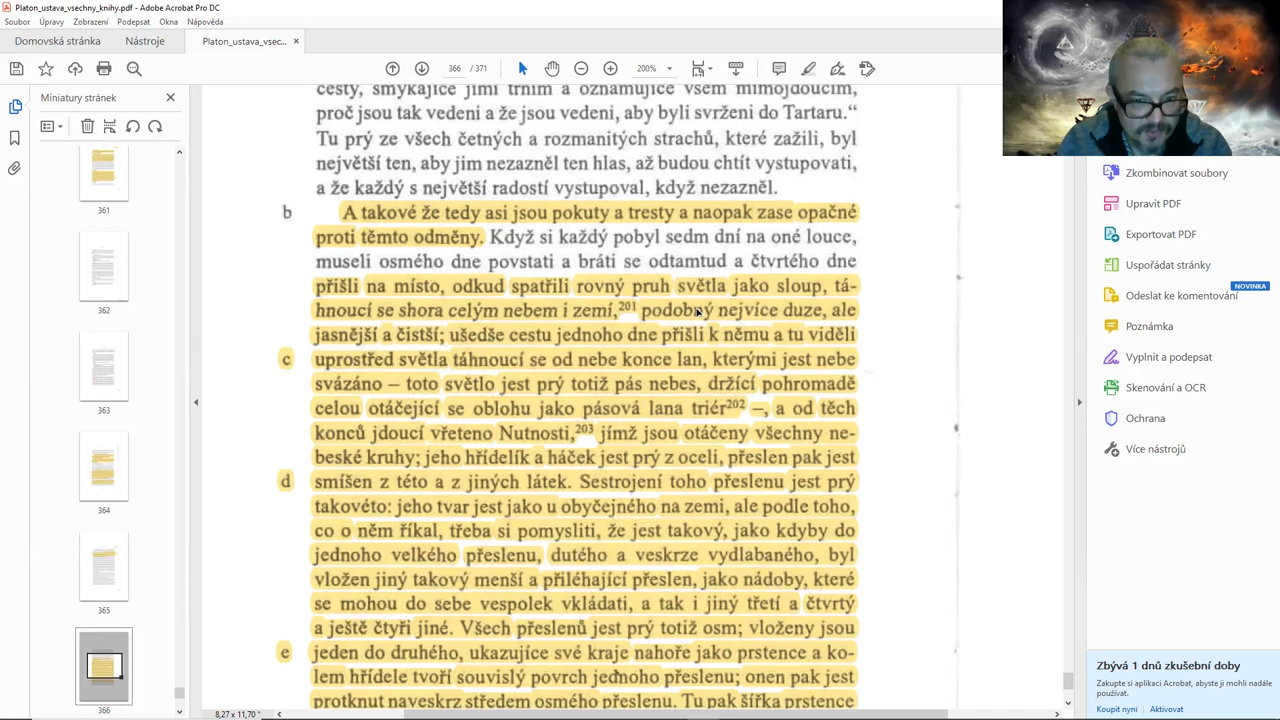 Platon_ustava_vsechny_knihy.pdf - Adobe Acrobat Pro DC
Soubor Úpravy Zobrazení Podepsat Okna Nápověda
Domovská stránka Nástroje Platon_ustava_vsec... ×
366 / 371 200%
Miniatury stránek
361
362
363
364
365
366
cesty, smýkajíce jimi trním a oznamujíce všem mimojdoucím,
proč jsou tak vedeni a že jsou vedeni, aby byli svrženi do Tartaru.“
Tu prý ze všech četných a rozmanitých strachů, které zažili, byl
největší ten, aby jim nezazněl ten hlas, až budou chtít vystupovati,
a že každý s největší radostí vystupoval, když nezazněl.
b A takové že tedy asi jsou pokuty a tresty a naopak zase opačné
proti těmto odměny. Když si každý pobyl sedm dní na oné louce,
museli osmého dne povstati a bráti se odtamtud a čtvrtého dne
přišli na místo, odkud spatřili rovný pruh světla jako sloup, tá-
hnoucí se shora celým nebem i zemí,201 podobný nejvíce duze, ale
jasnější a čistší; ušedše cestu jednoho dne přišli k němu a tu viděli
c uprostřed světla táhnoucí se od nebe konce lan, kterými jest nebe
svázáno – toto světlo jest prý totiž pás nebes, držící pohromadě
celou otáčející se oblohu jako pásová lana triér202 –, a od těch
konců jdoucí vřeteno Nutnosti,203 jímž jsou otáčeny všechny ne-
beské kruhy; jeho hřídelík a háček jest prý z oceli, přeslen pak jest
d smíšen z této a z jiných látek. Sestrojení toho přeslenu jest prý
takovéto: jeho tvar jest jako u obyčejného na zemi, ale podle toho,
co o něm říkal, třeba si pomysliti, že jest takový, jako kdyby do
jednoho velkého přeslenu, dutého a veskrze vydlabaného, byl
vložen jiný takový menší a přiléhající přeslen, jako nádoby, které
se mohou do sebe vespolek vkládati, a tak i jiný třetí a čtvrtý
a ještě čtyři jiné. Všech přeslenů jest prý totiž osm; vloženy jsou
e jeden do druhého, ukazujíce své kraje nahoře jako prstence a ko-
lem hřídele tvoří souvislý povrch jednoho přeslenu; onen pak jest
protknut navskrz středem osmého přeslenu. Tu pak šířka prstence
8,27 x 11,70 "
Zkombinovat soubory
Upravit PDF
Exportovat PDF
Uspořádat stránky
NOVINKA
Odeslat ke komentování
Poznámka
Vyplnit a podepsat
Skenování a OCR
Ochrana
Více nástrojů
Zbývá 1 dnů zkušební doby
Zakupte si aplikaci Acrobat, abyste ji mohli nadále
používat.
Koupit nyní Aktivovat